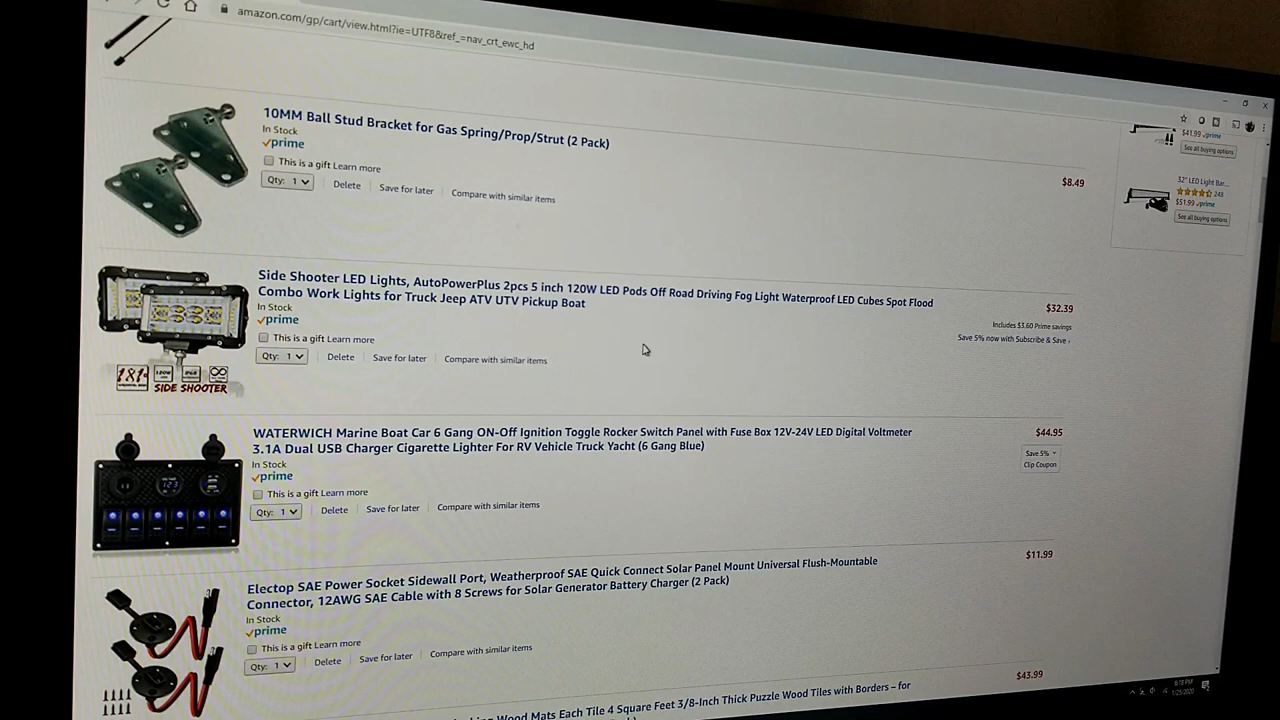 amazon.com/gp/cart/view.html?ie=UTF8&ref_=nav_crt_ewc_hd
10MM Ball Stud Bracket for Gas Spring/Prop/Strut (2 Pack)
In Stock
prime
This is a gift Learn more
Qty: 1
Delete
Save for later
Compare with similar items
$8.49
$41.99 prime
See all buying options
32" LED Light Bar...
248
$51.99 prime
See all buying options
Side Shooter LED Lights, AutoPowerPlus 2pcs 5 inch 120W LED Pods Off Road Driving Fog Light Waterproof LED Cubes Spot Flood
Combo Work Lights for Truck Jeep ATV UTV Pickup Boat
In Stock
prime
This is a gift Learn more
Qty: 1
Delete
Save for later
Compare with similar items
$32.39
Includes $3.60 Prime savings
Save 5% now with Subscribe & Save ›
181°
120W
SIDE SHOOTER
WATERWICH Marine Boat Car 6 Gang ON-Off Ignition Toggle Rocker Switch Panel with Fuse Box 12V-24V LED Digital Voltmeter
3.1A Dual USB Charger Cigarette Lighter For RV Vehicle Truck Yacht (6 Gang Blue)
In Stock
prime
This is a gift Learn more
Qty: 1
Delete
Save for later
Compare with similar items
$44.95
Save 5%
Clip Coupon
Electop SAE Power Socket Sidewall Port, Weatherproof SAE Quick Connect Solar Panel Mount Universal Flush-Mountable
Connector, 12AWG SAE Cable with 8 Screws for Solar Generator Battery Charger (2 Pack)
In Stock
prime
This is a gift Learn more
Qty: 1
Delete
Save for later
Compare with similar items
$11.99
Wood Mats Each Tile 4 Square Feet 3/8-Inch Thick Puzzle Wood Tiles with Borders – for
$43.99
6:18 PM
1/25/2020